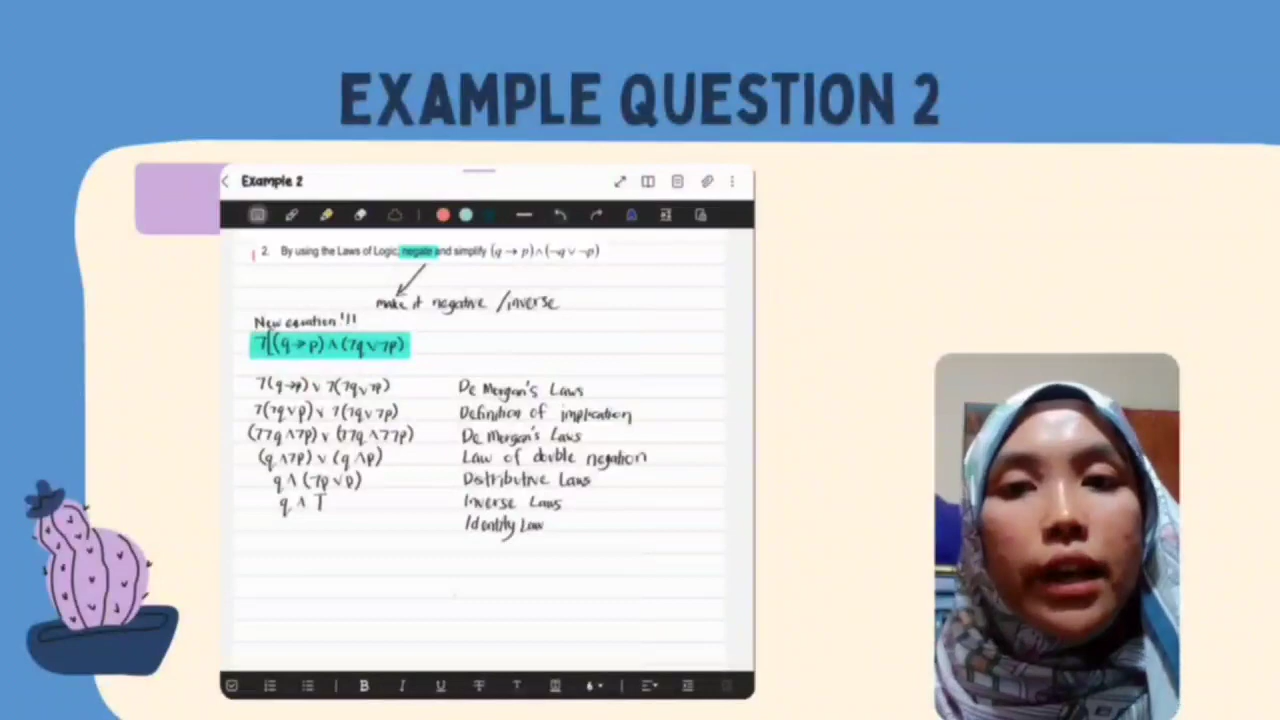 EXAMPLE QUESTION 2
Example 2
2. By using the Laws of Logic, negate and simplify (q → p) ∧ (¬q ∨ ¬p)
make it negative / inverse
New equation !!!
¬[(q → p) ∧ (¬q ∨ ¬p)
¬(q → p) ∨ ¬(¬q ∨ ¬p) De Morgan's Laws
¬(¬q ∨ p) ∨ ¬(¬q ∨ ¬p) Definition of implication
(¬¬q ∧ ¬p) ∨ (¬¬q ∧ ¬¬p) De Morgan's Laws
(q ∧ ¬p) ∨ (q ∧ p) Law of double negation
q ∧ (¬p ∨ p) Distributive Laws
q ∧ T Inverse Laws
Identity Law
B I U T T 6